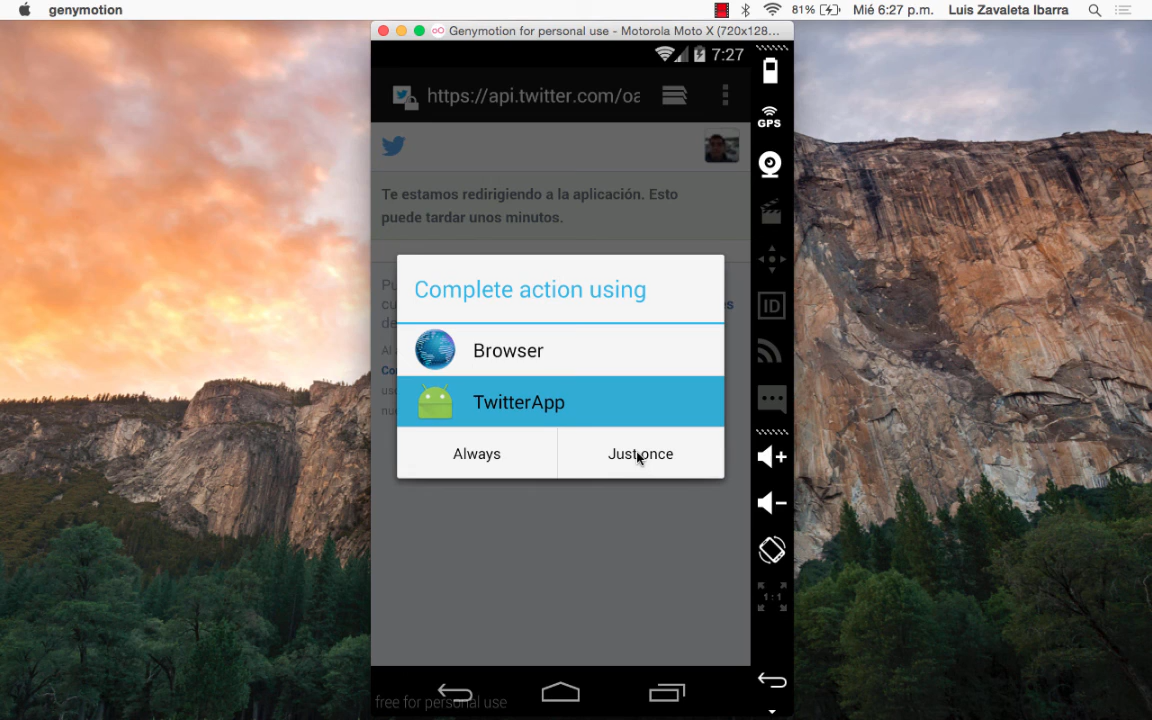 genymotion
81%
Mié 6:27 p.m.
Luis Zavaleta Ibarra
Genymotion for personal use - Motorola Moto X (720x128...
7:27
https://api.twitter.com/oa
GPS
Te estamos redirigiendo a la aplicación. Esto
puede tardar unos minutos.
Complete action using
Browser
TwitterApp
Always
Just once
ID
1:1
free for personal use